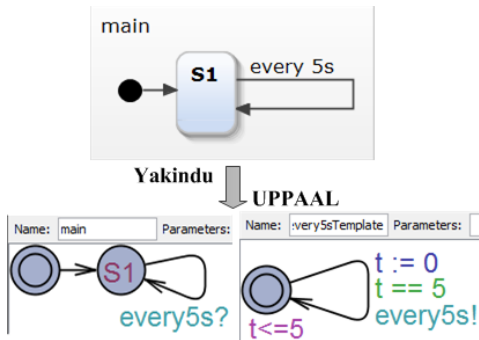 main
S1
every 5s
Yakindu
UPPAAL
Name: main Parameters:
S1
every5s?
Name: very5sTemplate Parameters:
t := 0
t == 5
every5s!
t<=5